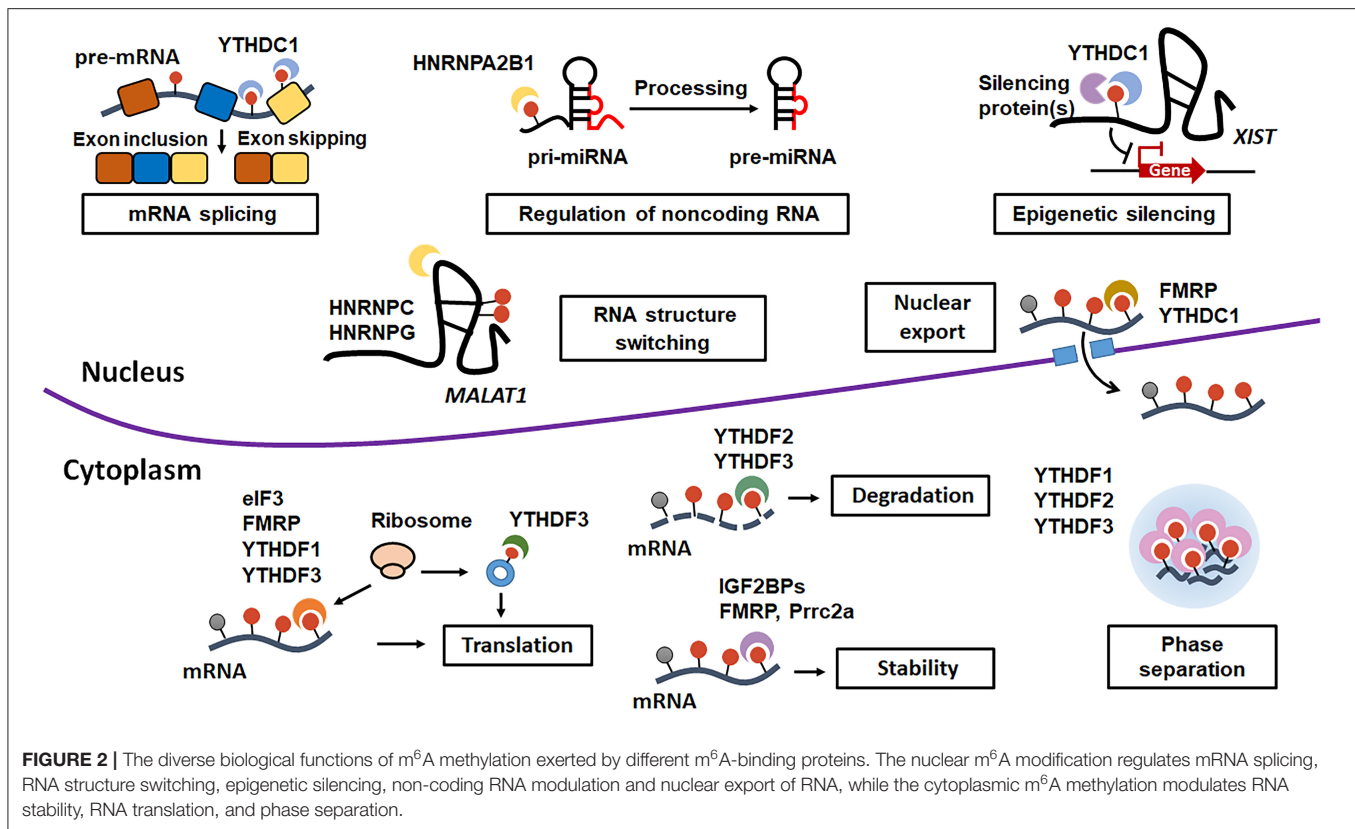 pre-mRNA
YTHDC1
Exon inclusion
Exon skipping
mRNA splicing
HNRNPA2B1
Processing
pri-miRNA
pre-miRNA
Regulation of noncoding RNA
YTHDC1
Silencing
protein(s)
XIST
Gene
Epigenetic silencing
HNRNPC
HNRNPG
MALAT1
RNA structure
switching
Nuclear
export
FMRP
YTHDC1
Nucleus
Cytoplasm
eIF3
FMRP
YTHDF1
YTHDF3
Ribosome
YTHDF3
mRNA
Translation
YTHDF2
YTHDF3
mRNA
Degradation
IGF2BPs
FMRP, Prrc2a
mRNA
Stability
YTHDF1
YTHDF2
YTHDF3
Phase
separation
FIGURE 2 | The diverse biological functions of m⁶A methylation exerted by different m⁶A-binding proteins. The nuclear m⁶A modification regulates mRNA splicing,
RNA structure switching, epigenetic silencing, non-coding RNA modulation and nuclear export of RNA, while the cytoplasmic m⁶A methylation modulates RNA
stability, RNA translation, and phase separation.